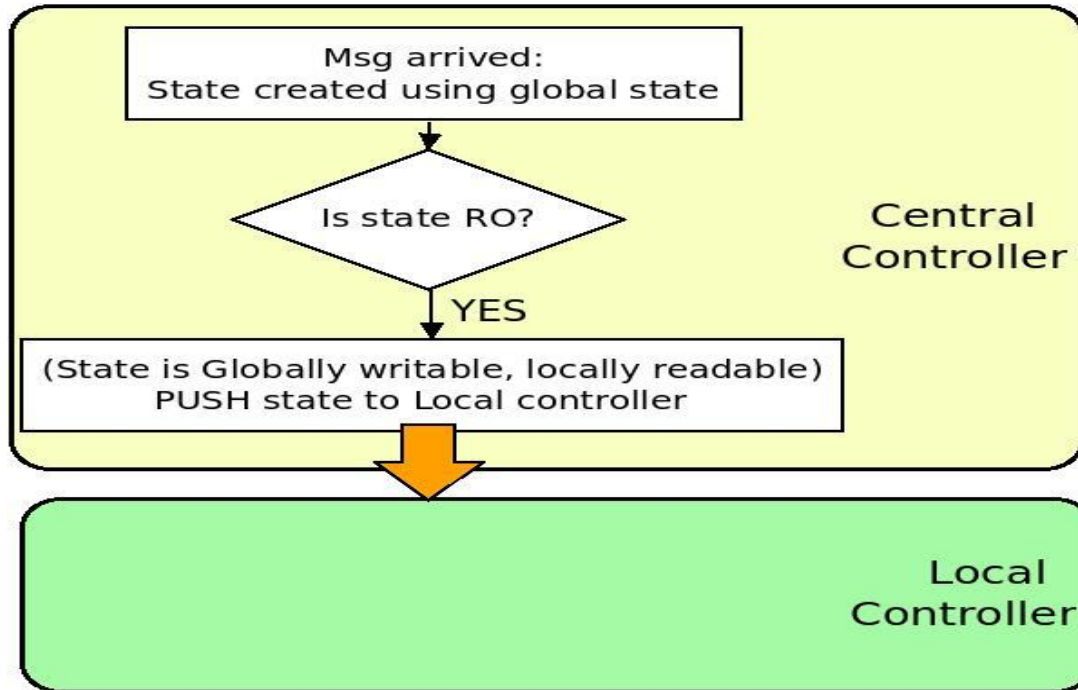 Msg arrived:
State created using global state
Is state RO?
Central
Controller
YES
(State is Globally writable, locally readable)
PUSH state to Local controller
Local
Controller